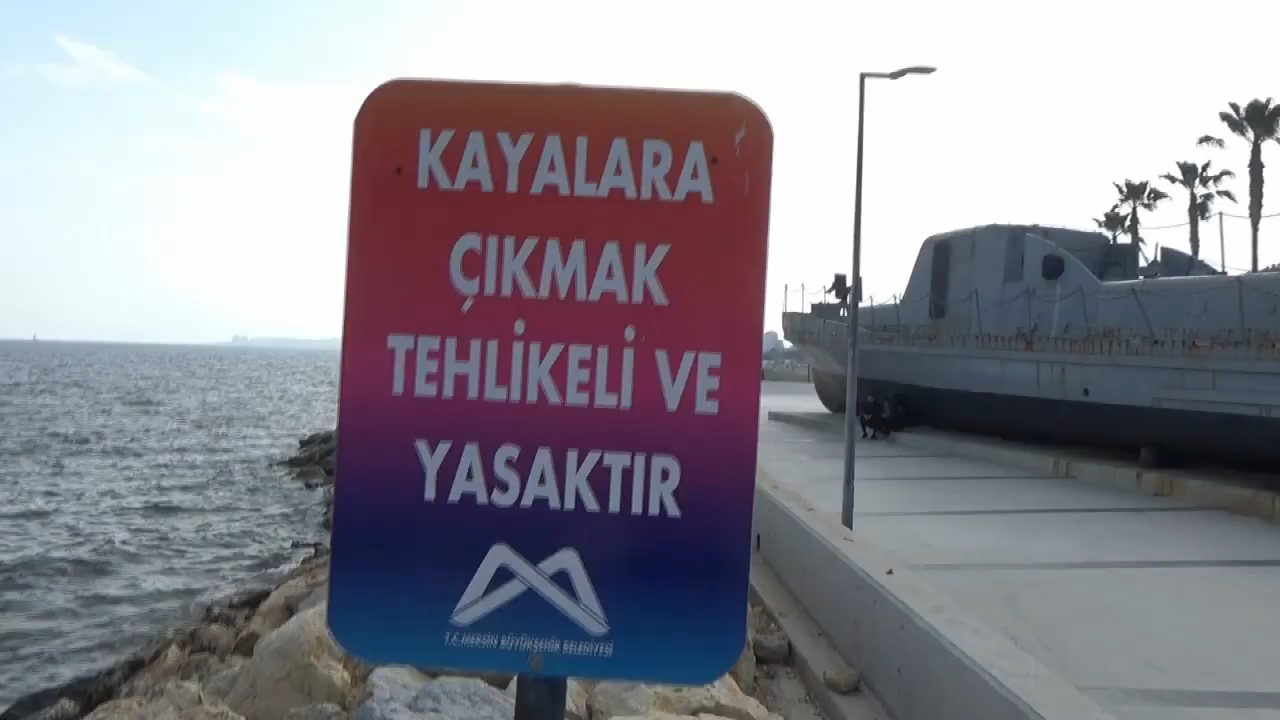 KAYALARA
ÇIKMAK
TEHLİKELİ VE
YASAKTIR
T.C.MERSİN BÜYÜKŞEHİR BELEDİYESİ